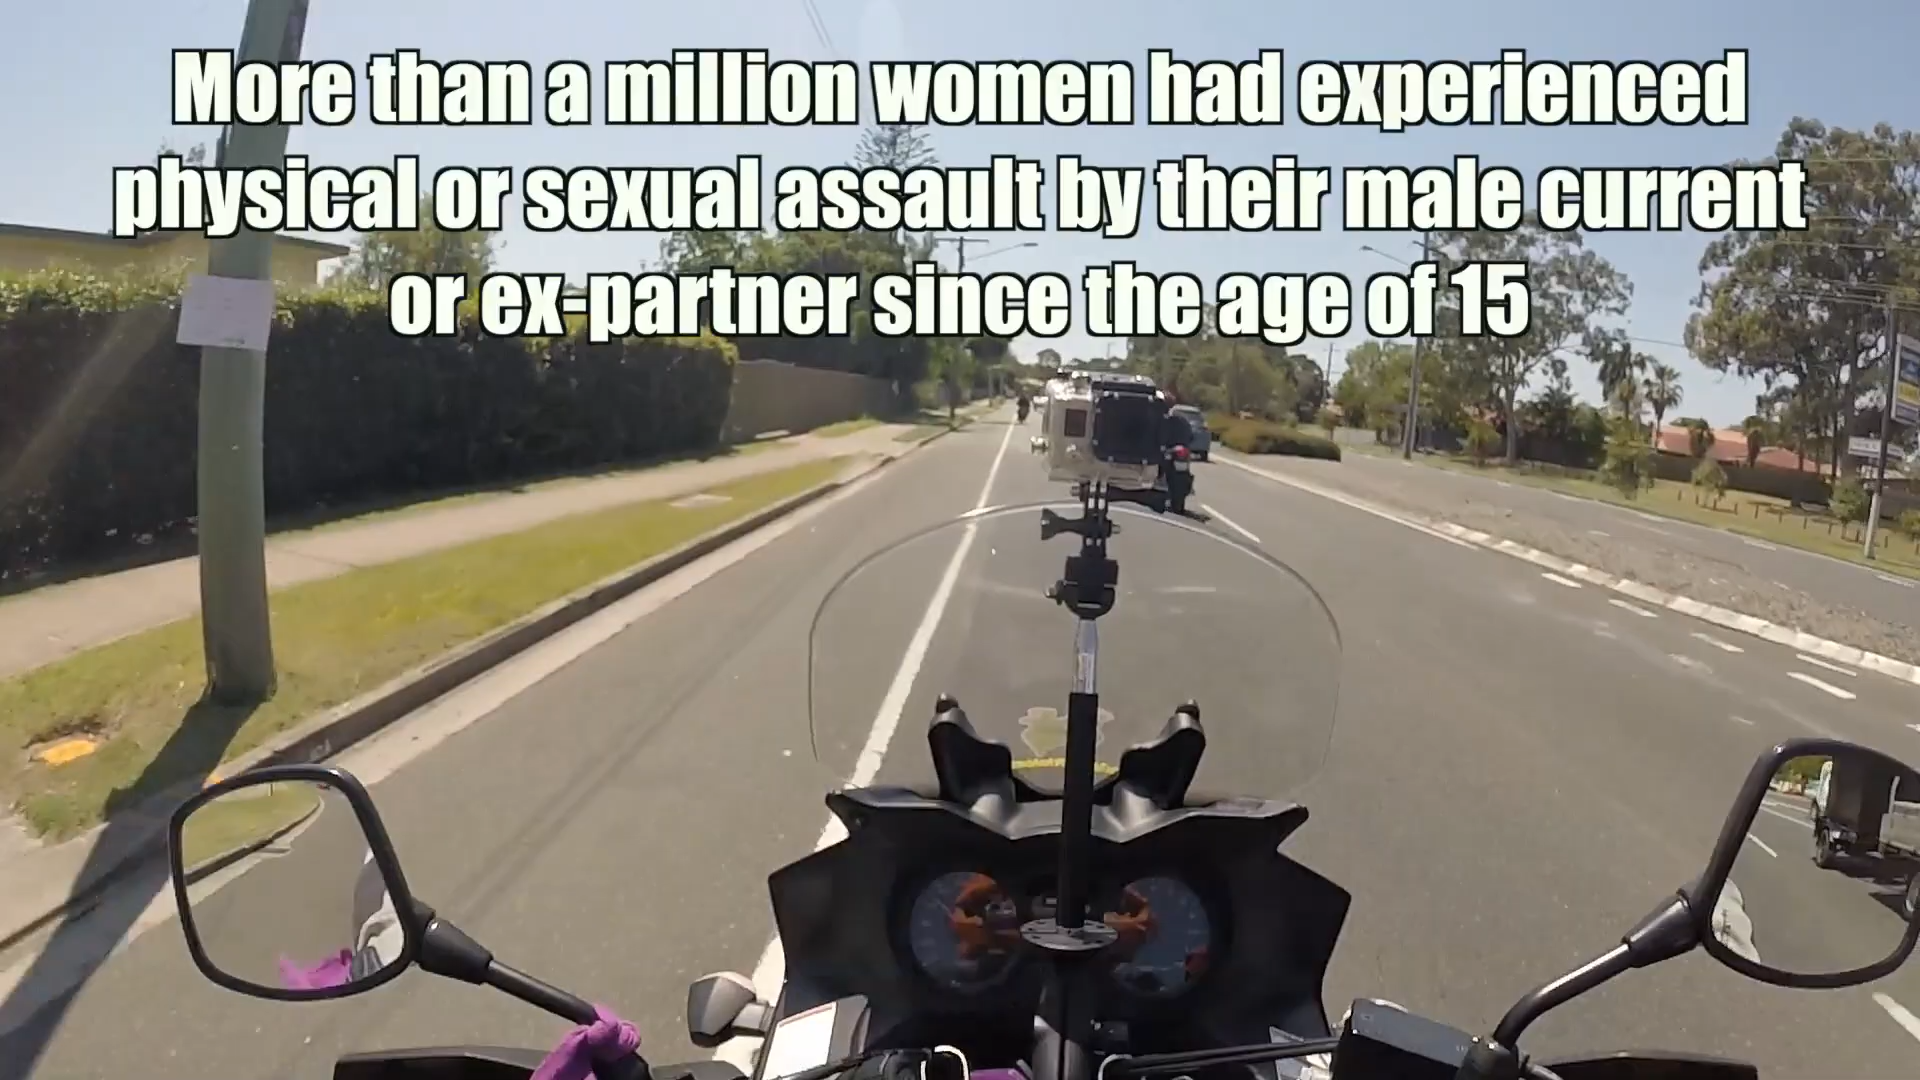 More than a million women had experienced
physical or sexual assault by their male current
or ex-partner since the age of 15